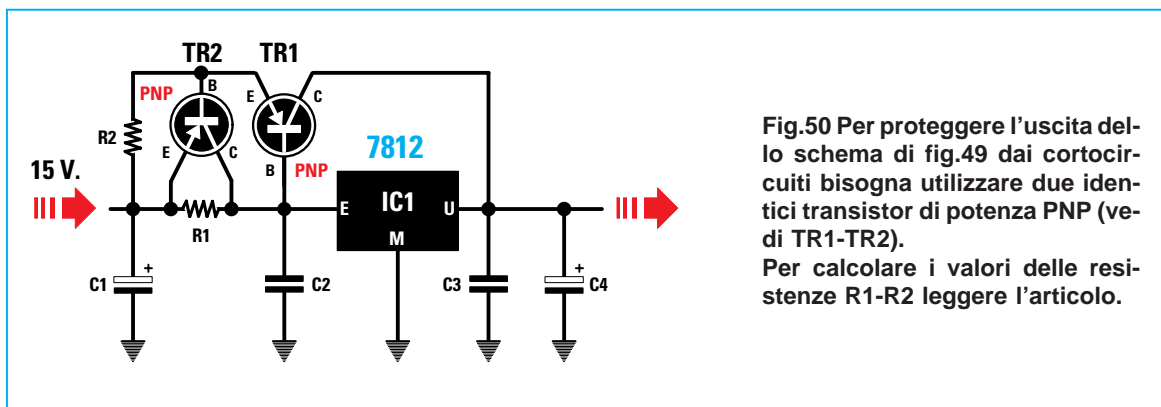 TR2 TR1
B
PNP
E C
R2
E C
B PNP
7812
15 V.
E IC1 U
M
R1
C1 +
C2
C3
+ C4
Fig.50 Per proteggere l'uscita del-
lo schema di fig.49 dai cortocir-
cuiti bisogna utilizzare due iden-
tici transistor di potenza PNP (ve-
di TR1-TR2).
Per calcolare i valori delle resi-
stenze R1-R2 leggere l'articolo.